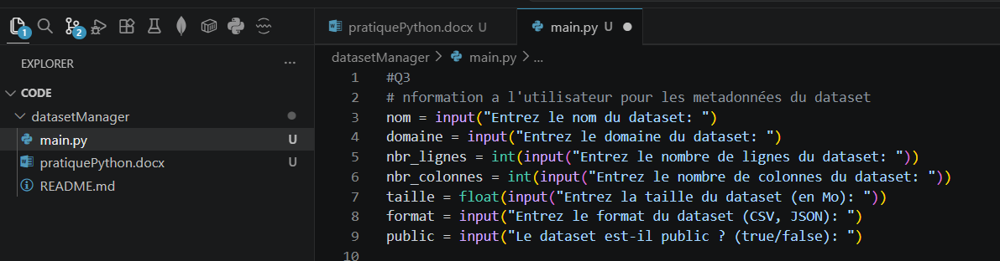 pratiquePython.docx U
main.py U
EXPLORER
datasetManager > main.py > ...
CODE
datasetManager
main.py U
pratiquePython.docx U
README.md
1 2
1 #Q3
2 # nformation a l'utilisateur pour les metadonnées du dataset
3 nom = input("Entrez le nom du dataset: ")
4 domaine = input("Entrez le domaine du dataset: ")
5 nbr_lignes = int(input("Entrez le nombre de lignes du dataset: "))
6 nbr_colonnes = int(input("Entrez le nombre de colonnes du dataset: "))
7 taille = float(input("Entrez la taille du dataset (en Mo): "))
8 format = input("Entrez le format du dataset (CSV, JSON): ")
9 public = input("Le dataset est-il public ? (true/false): ")
10